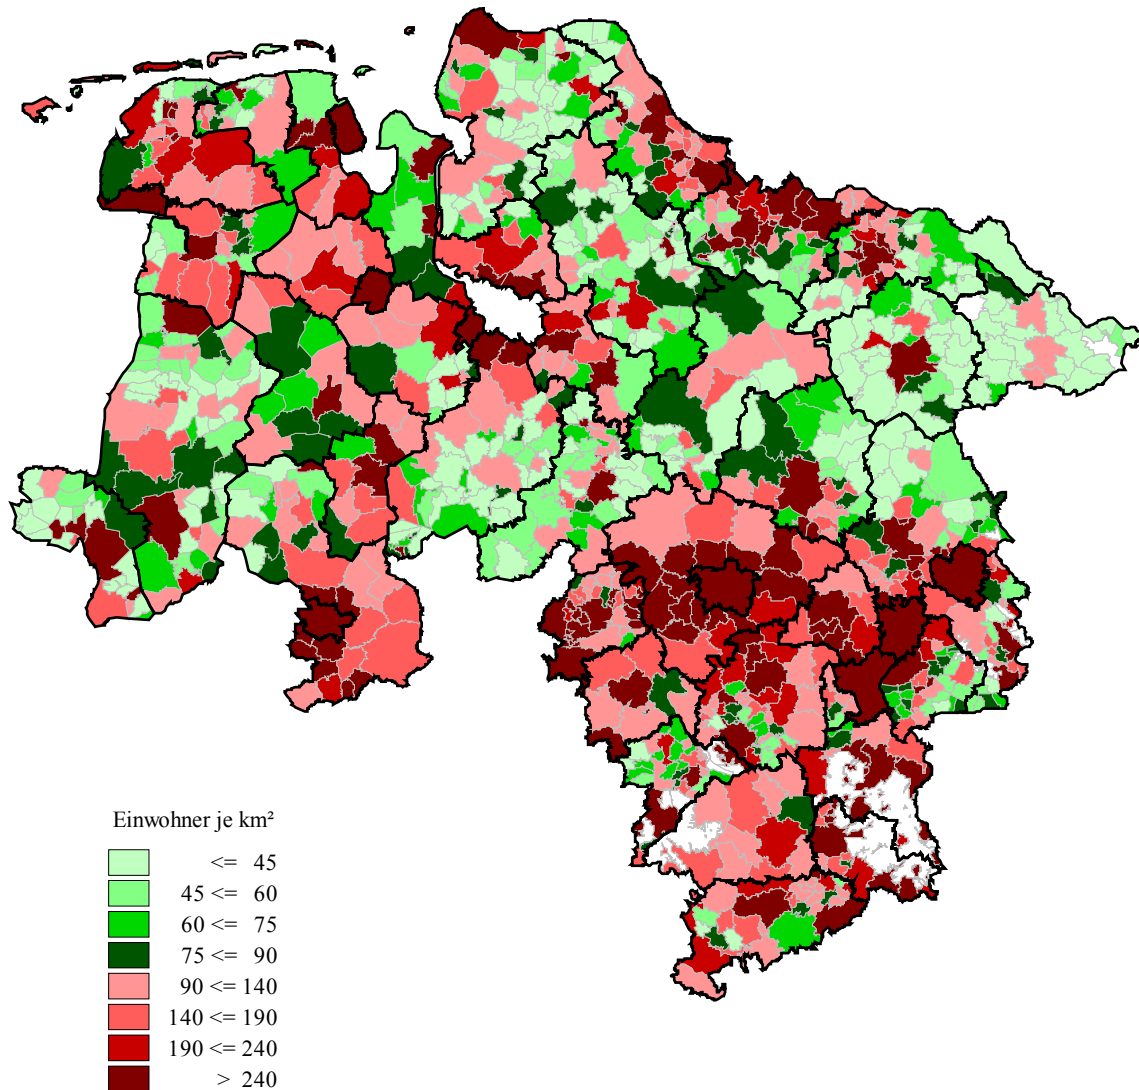 Einwohner je km²
<= 45
45 <= 60
60 <= 75
75 <= 90
90 <= 140
140 <= 190
190 <= 240
> 240